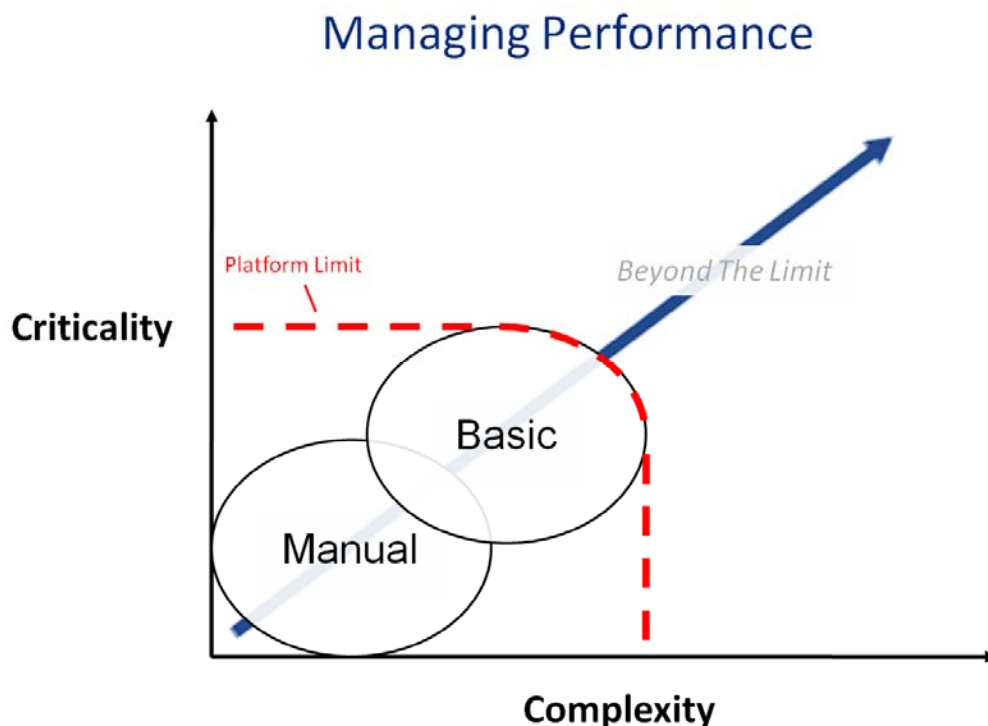 Managing Performance
Platform Limit
Beyond The Limit
Criticality
Basic
Manual
Complexity